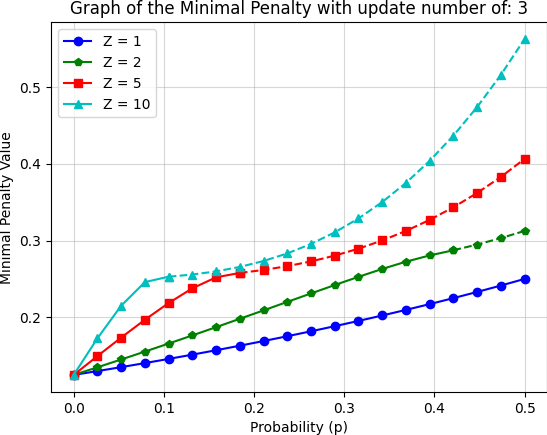 Graph of the Minimal Penalty with update number of: 3
Z = 1
Z = 2
Z = 5
Z = 10
Minimal Penalty Value
0.5
0.4
0.3
0.2
0.0 0.1 0.2 0.3 0.4 0.5
Probability (p)